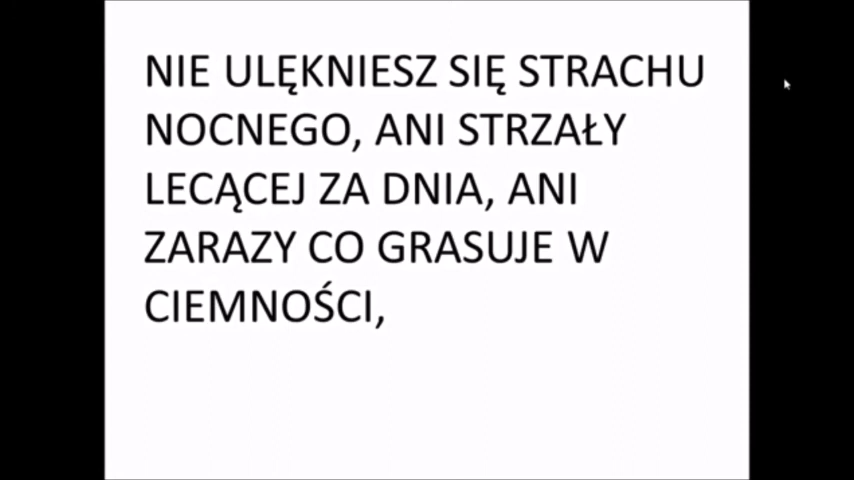 NIE ULĘKNIESZ SIĘ STRACHU
NOCNEGO, ANI STRZAŁY
LECĄCEJ ZA DNIA, ANI
ZARAZY CO GRASUJE W
CIEMNOŚCI,